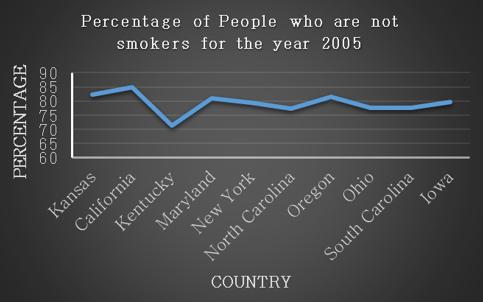 Percentage of People who are not
smokers for the year 2005
PERCENTAGE
90
85
80
75
70
65
60
Kansas
California
Kentucky
Maryland
New York
North Carolina
Oregon
Ohio
South Carolina
Iowa
COUNTRY